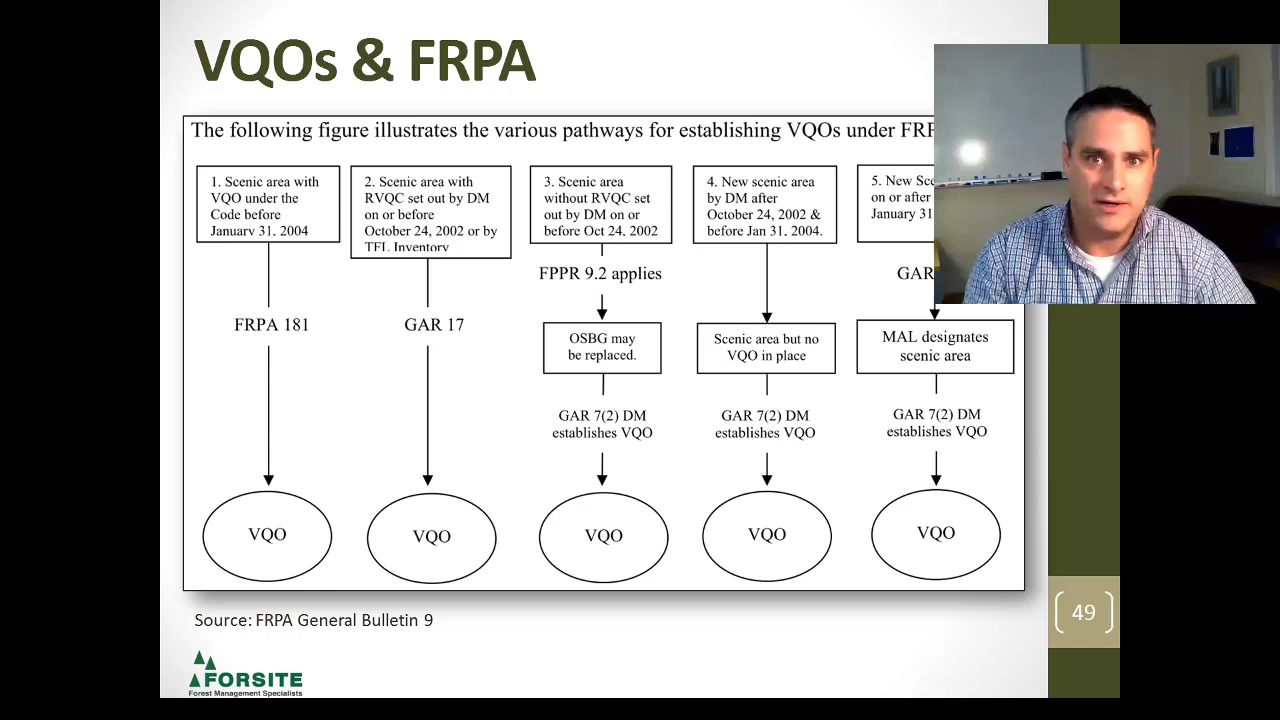 VQOs & FRPA
The following figure illustrates the various pathways for establishing VQOs under
1. Scenic area with
VQO under the
Code before
January 31, 2004
2. Scenic area with
RVQC set out by DM
on or before
October 24, 2002 or by
TFL Inventory
3. Scenic area
without RVQC set
out by DM on or
before Oct 24, 2002
4. New scenic area
by DM after
October 24, 2002 &
before Jan 31, 2004.
5. New
on or after
January 31
FRPA 181
GAR 17
FPPR 9.2 applies
GAR
OSBG may
be replaced.
Scenic area but no
VQO in place
MAL designates
scenic area
GAR 7(2) DM
establishes VQO
GAR 7(2) DM
establishes VQO
GAR 7(2) DM
establishes VQO
VQO
VQO
VQO
VQO
VQO
Source: FRPA General Bulletin 9
49
FORSITE
Forest Management Specialists